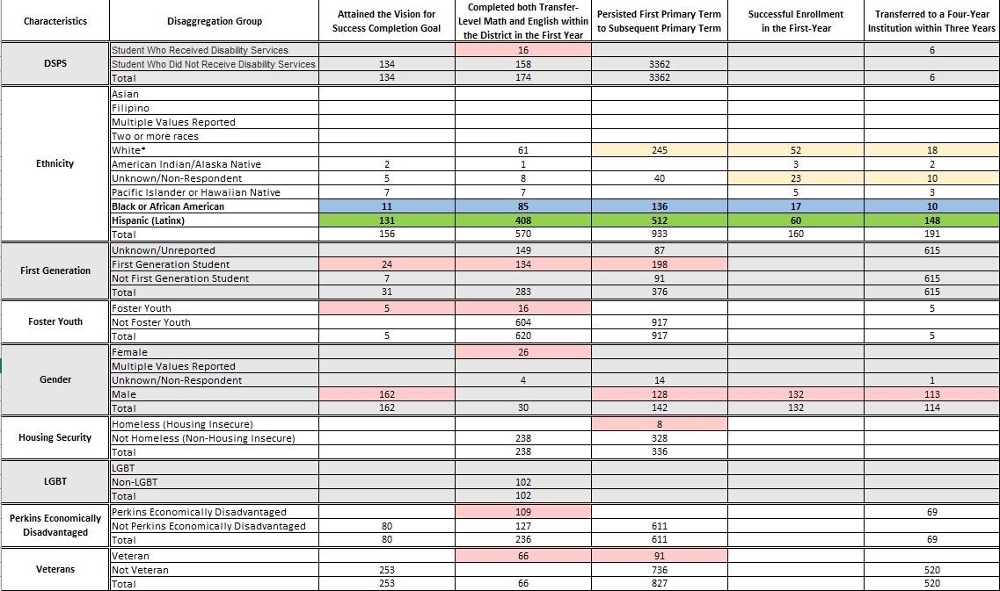 Characteristics Disaggregation Group Attained the Vision for Success Completion Goal Completed both Transfer-Level Math and English within the District in the First Year Persisted First Primary Term to Subsequent Primary Term Successful Enrollment in the First-Year Transferred to a Four-Year Institution within Three Years
DSPS
Student Who Received Disability Services 16 6
Student Who Did Not Receive Disability Services 134 158 3362
Total 134 174 3362 6
Ethnicity
Asian
Filipino
Multiple Values Reported
Two or more races
White* 61 245 52 18
American Indian/Alaska Native 2 1 3 2
Unknown/Non-Respondent 5 8 40 23 10
Pacific Islander or Hawaiian Native 7 7 5 3
Black or African American 11 85 136 17 10
Hispanic (Latinx) 131 408 512 60 148
Total 156 570 933 160 191
First Generation
Unknown/Unreported 149 87 615
First Generation Student 24 134 198
Not First Generation Student 7 91 615
Total 31 283 376 615
Foster Youth
Foster Youth 5 16 5
Not Foster Youth 604 917
Total 5 620 917 5
Gender
Female 26
Multiple Values Reported
Unknown/Non-Respondent 4 14 1
Male 162 128 132 113
Total 162 30 142 132 114
Housing Security
Homeless (Housing Insecure) 8
Not Homeless (Non-Housing Insecure) 238 328
Total 238 336
LGBT
LGBT
Non-LGBT 102
Total 102
Perkins Economically Disadvantaged
Perkins Economically Disadvantaged 109 69
Not Perkins Economically Disadvantaged 80 127 611
Total 80 236 611 69
Veterans
Veteran 66 91
Not Veteran 253 736 520
Total 253 66 827 520